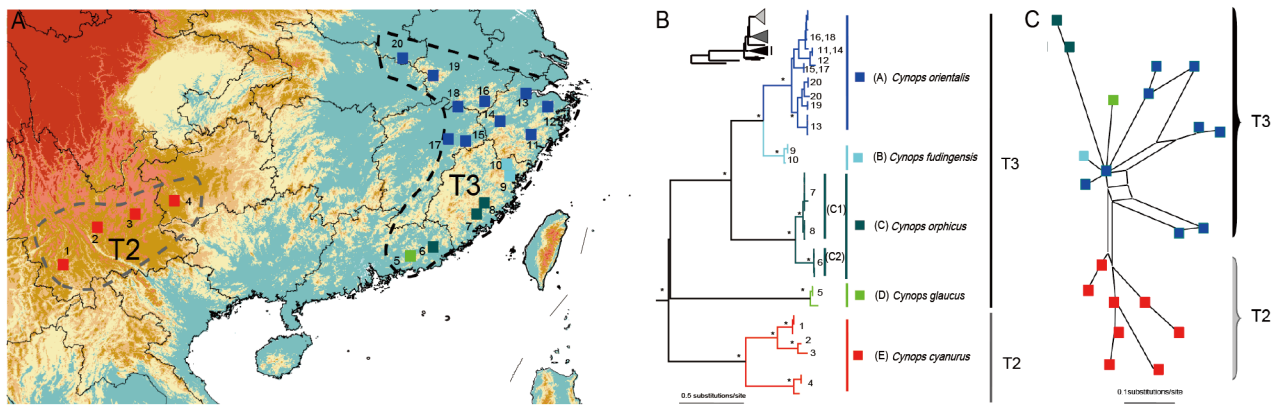 A
20
19
18
16
13
14
12
17
15
11
10
9
T3
8
7
6
5
4
3
2
1
T2
B
I
16,18
11,14
12
15,17
20
20
19
13
(A) Cynops orientalis
9
10
(B) Cynops fudingensis
T3
7
8
(C1)
6
(C2)
(C) Cynops orphicus
5
(D) Cynops glaucus
1
2
3
4
(E) Cynops cyanurus
T2
0.5 substitutions/site
C
T3
T2
0.1substitutions/site